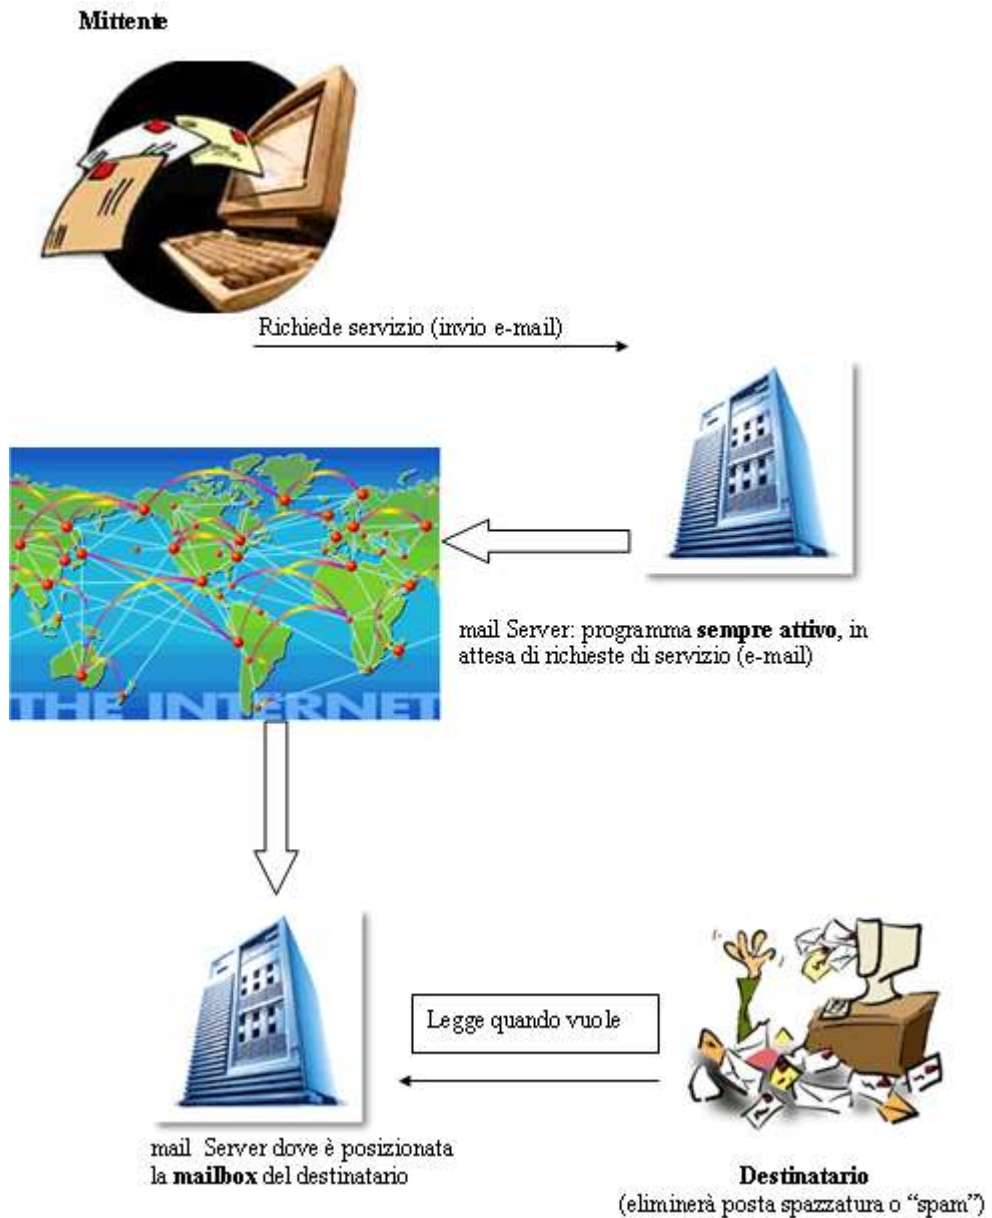 Mittente
Richiede servizio (invio e-mail)
mail Server: programma sempre attivo, in
attesa di richieste di servizio (e-mail)
THE INTERNET
Legge quando vuole
mail Server dove è posizionata
la mailbox del destinatario
Destinatario
(eliminerà posta spazzatura o “spam”)